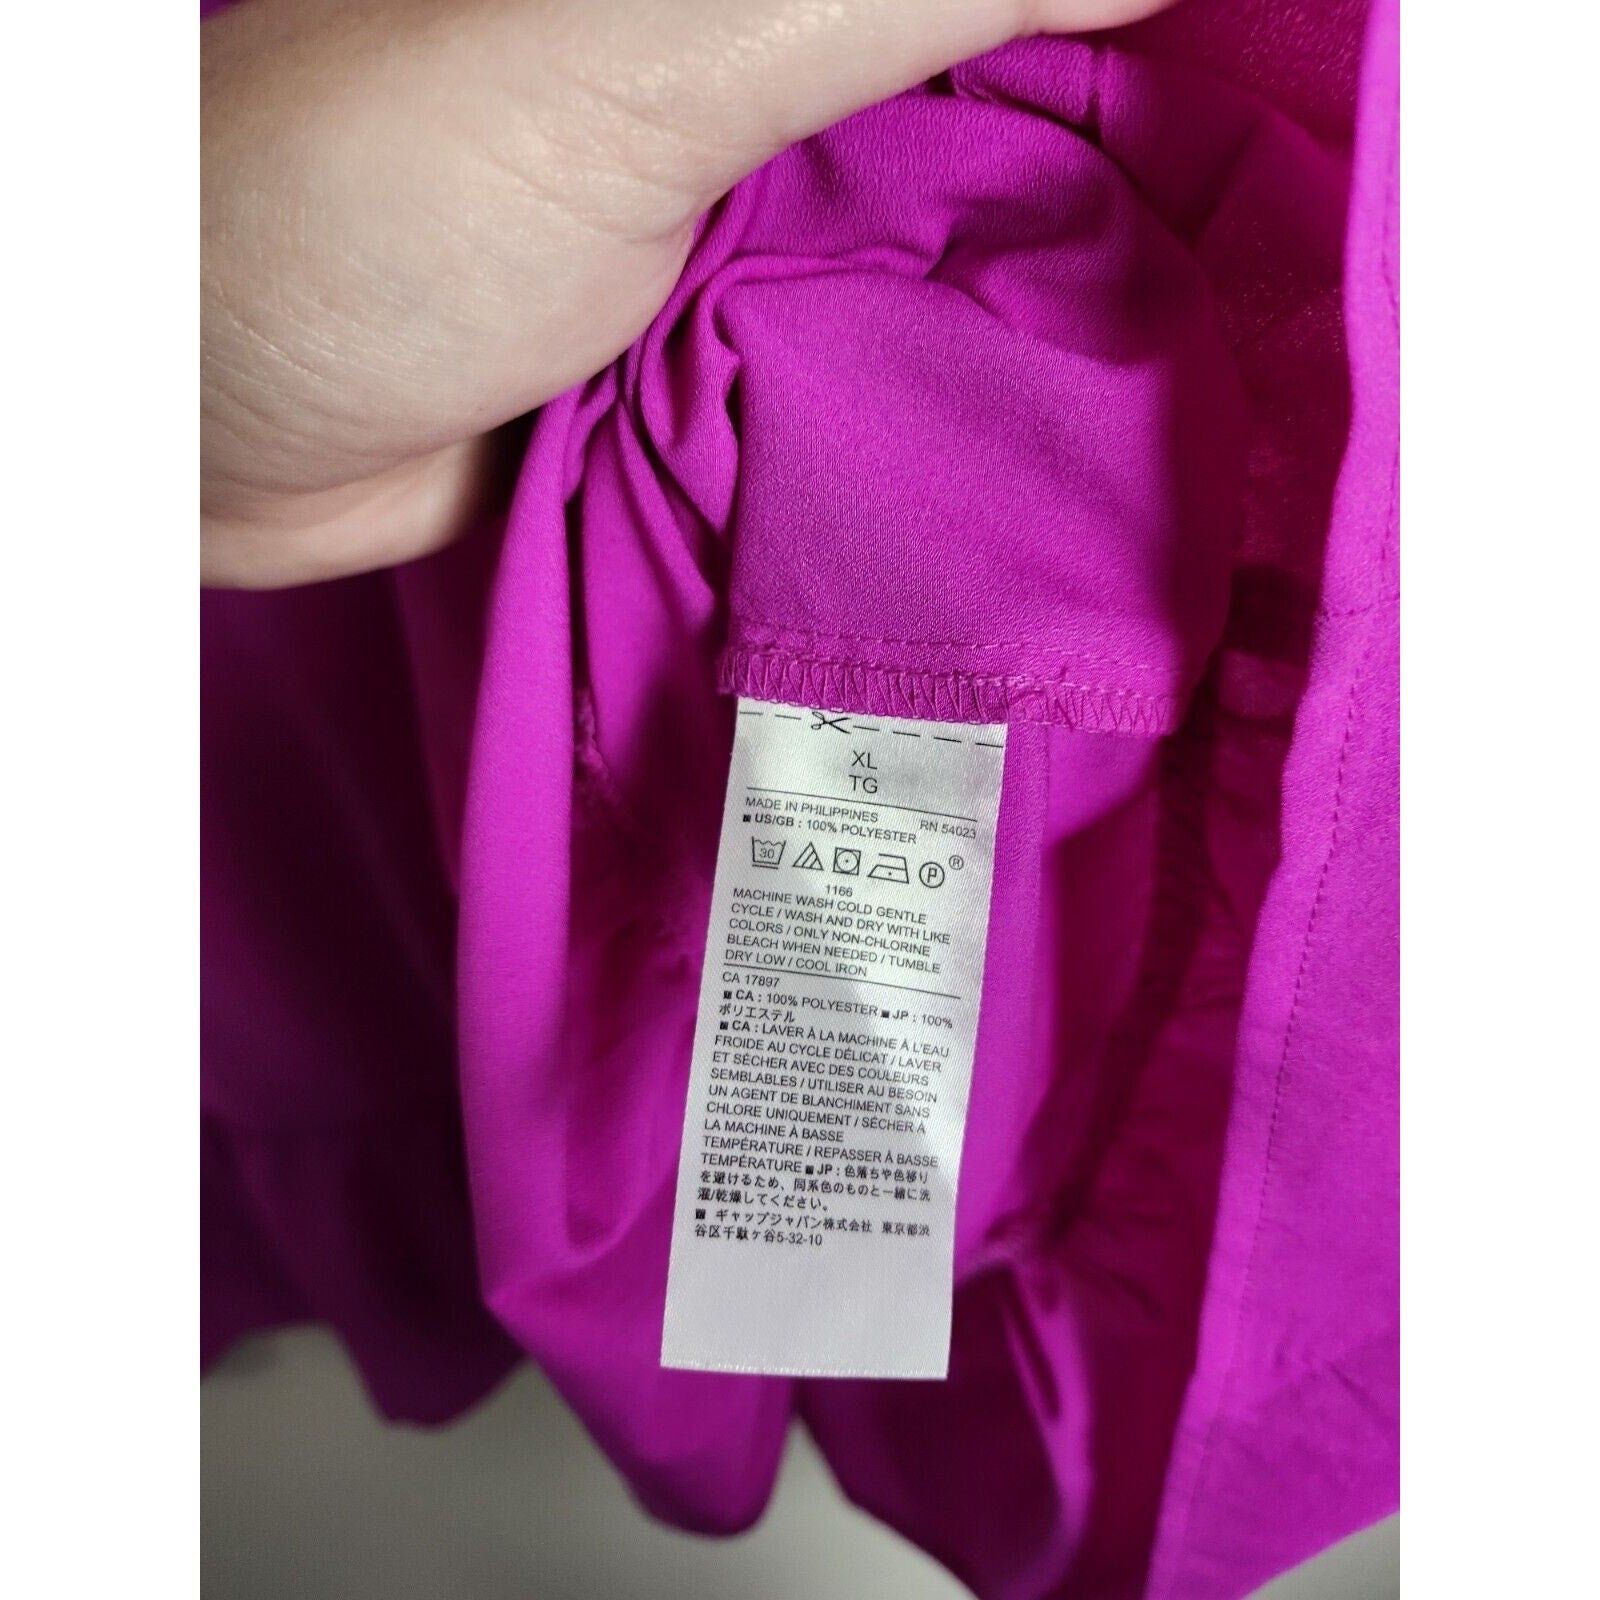 XL
TG
MADE IN PHILIPPINES RN 54023
■ US/GB : 100% POLYESTER
30 P ®
1166
MACHINE WASH COLD GENTLE
CYCLE / WASH AND DRY WITH LIKE
COLORS / ONLY NON-CHLORINE
BLEACH WHEN NEEDED / TUMBLE
DRY LOW / COOL IRON
CA 17897
■ CA : 100% POLYESTER ■ JP : 100%
ポリエステル
■ CA : LAVER À LA MACHINE À L'EAU
FROIDE AU CYCLE DÉLICAT / LAVER
ET SÉCHER AVEC DES COULEURS
SEMBLABLES / UTILISER AU BESOIN
UN AGENT DE BLANCHIMENT SANS
CHLORE UNIQUEMENT / SÉCHER À
LA MACHINE À BASSE
TEMPÉRATURE / REPASSER À BASSE
TEMPÉRATURE ■ JP : 色落ちや色移り
を避けるため、同系色のものと一緒に洗
濯/乾燥してください。
■ ギャップジャパン株式会社 東京都渋
谷区千駄ヶ谷5-32-10